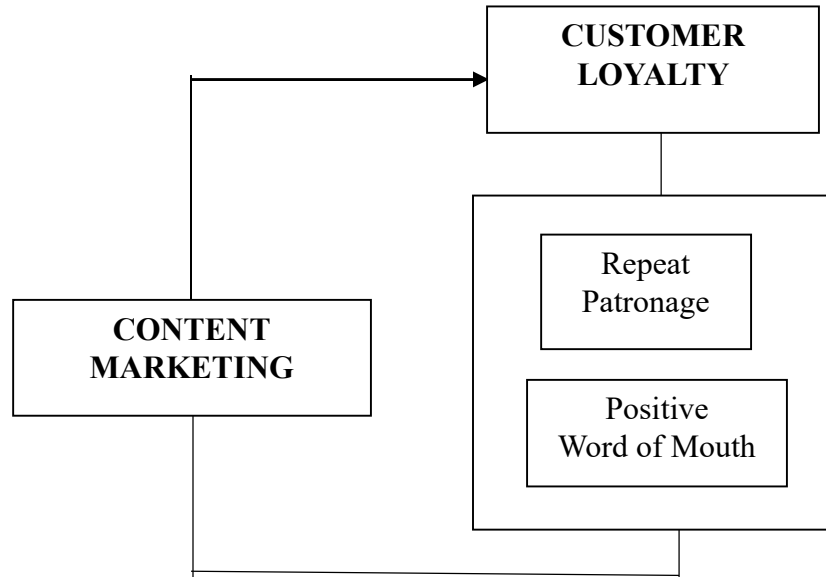 CUSTOMER
LOYALTY
Repeat
Patronage
CONTENT
MARKETING
Positive
Word of Mouth